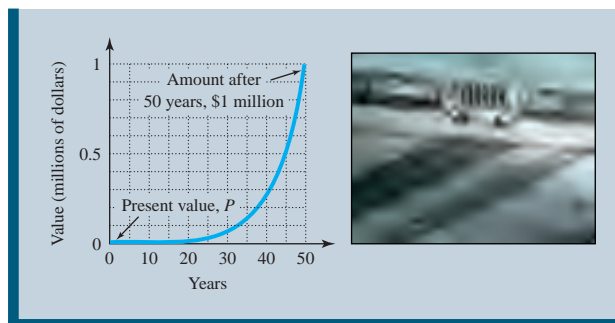 Value (millions of dollars)
1
0.5
0
Amount after
50 years, $1 million
Present value, P
0 10 20 30 40 50
Years